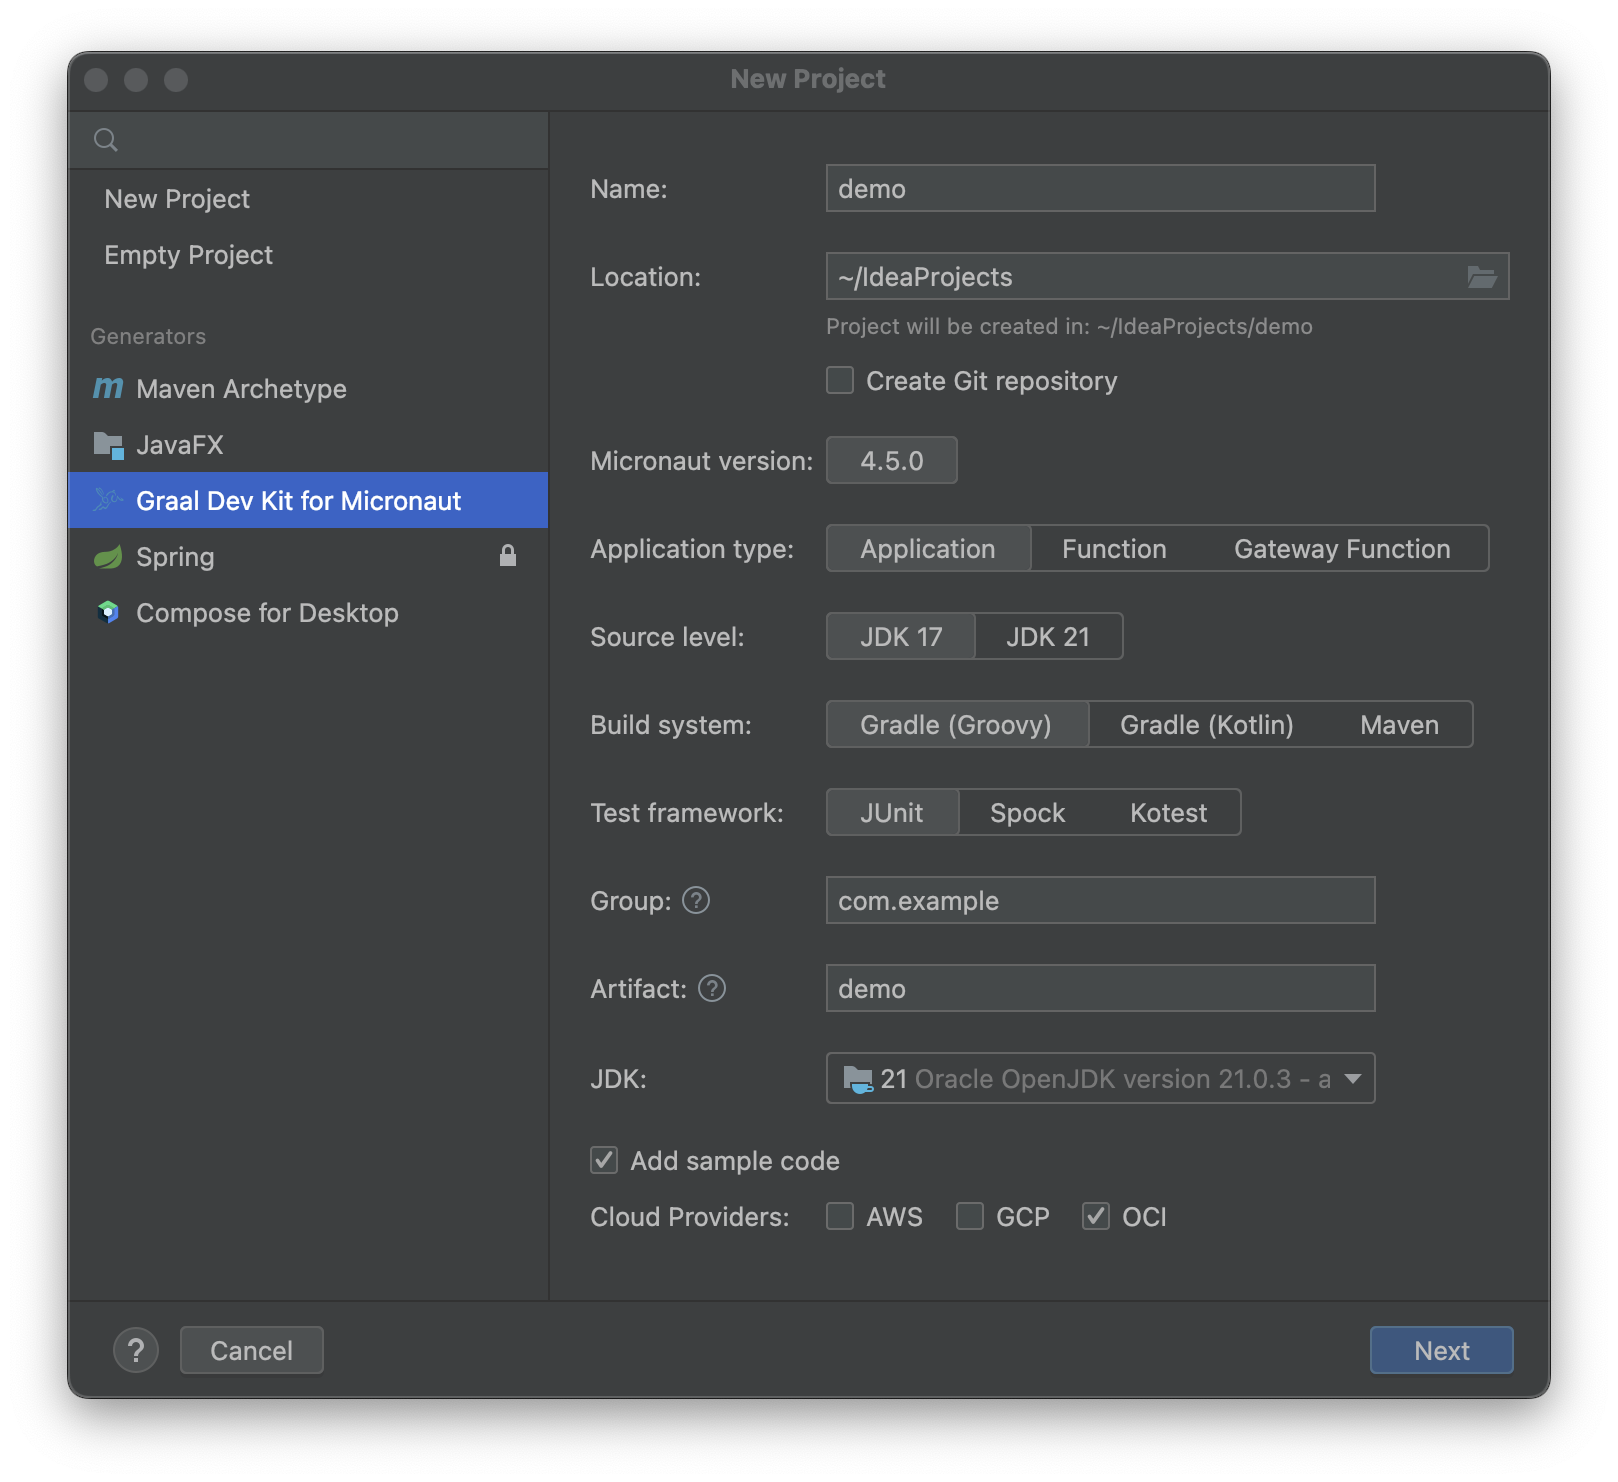 New Project
New Project
Empty Project
Generators
Maven Archetype
JavaFX
Graal Dev Kit for Micronaut
Spring
Compose for Desktop
Name: demo
Location: ~/IdeaProjects
Project will be created in: ~/IdeaProjects/demo
Create Git repository
Micronaut version: 4.5.0
Application type: Application Function Gateway Function
Source level: JDK 17 JDK 21
Build system: Gradle (Groovy) Gradle (Kotlin) Maven
Test framework: JUnit Spock Kotest
Group: ? com.example
Artifact: ? demo
JDK: 21 Oracle OpenJDK version 21.0.3 - a
Add sample code
Cloud Providers: AWS GCP OCI
? Cancel Next